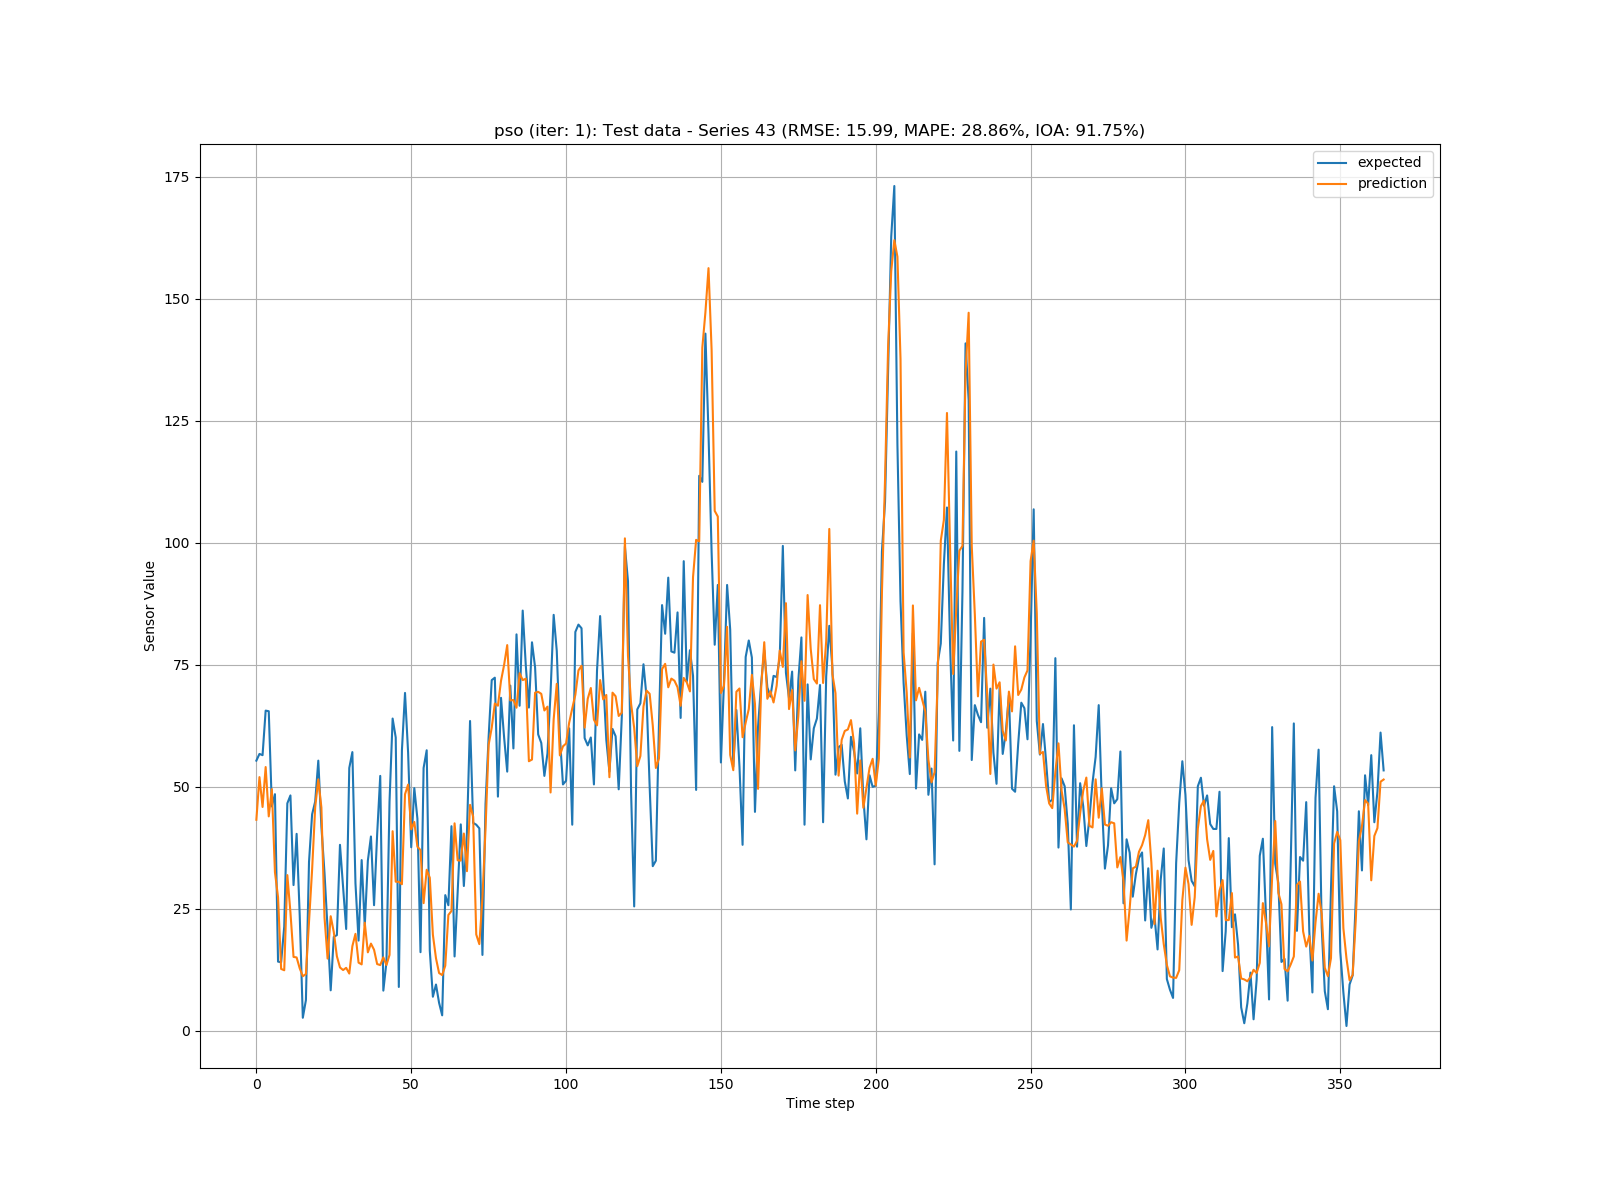 pso (iter: 1): Test data - Series 43 (RMSE: 15.99, MAPE: 28.86%, IOA: 91.75%)
expected
prediction
175
150
125
100
75
50
25
0
Sensor Value
0 50 100 150 200 250 300 350
Time step